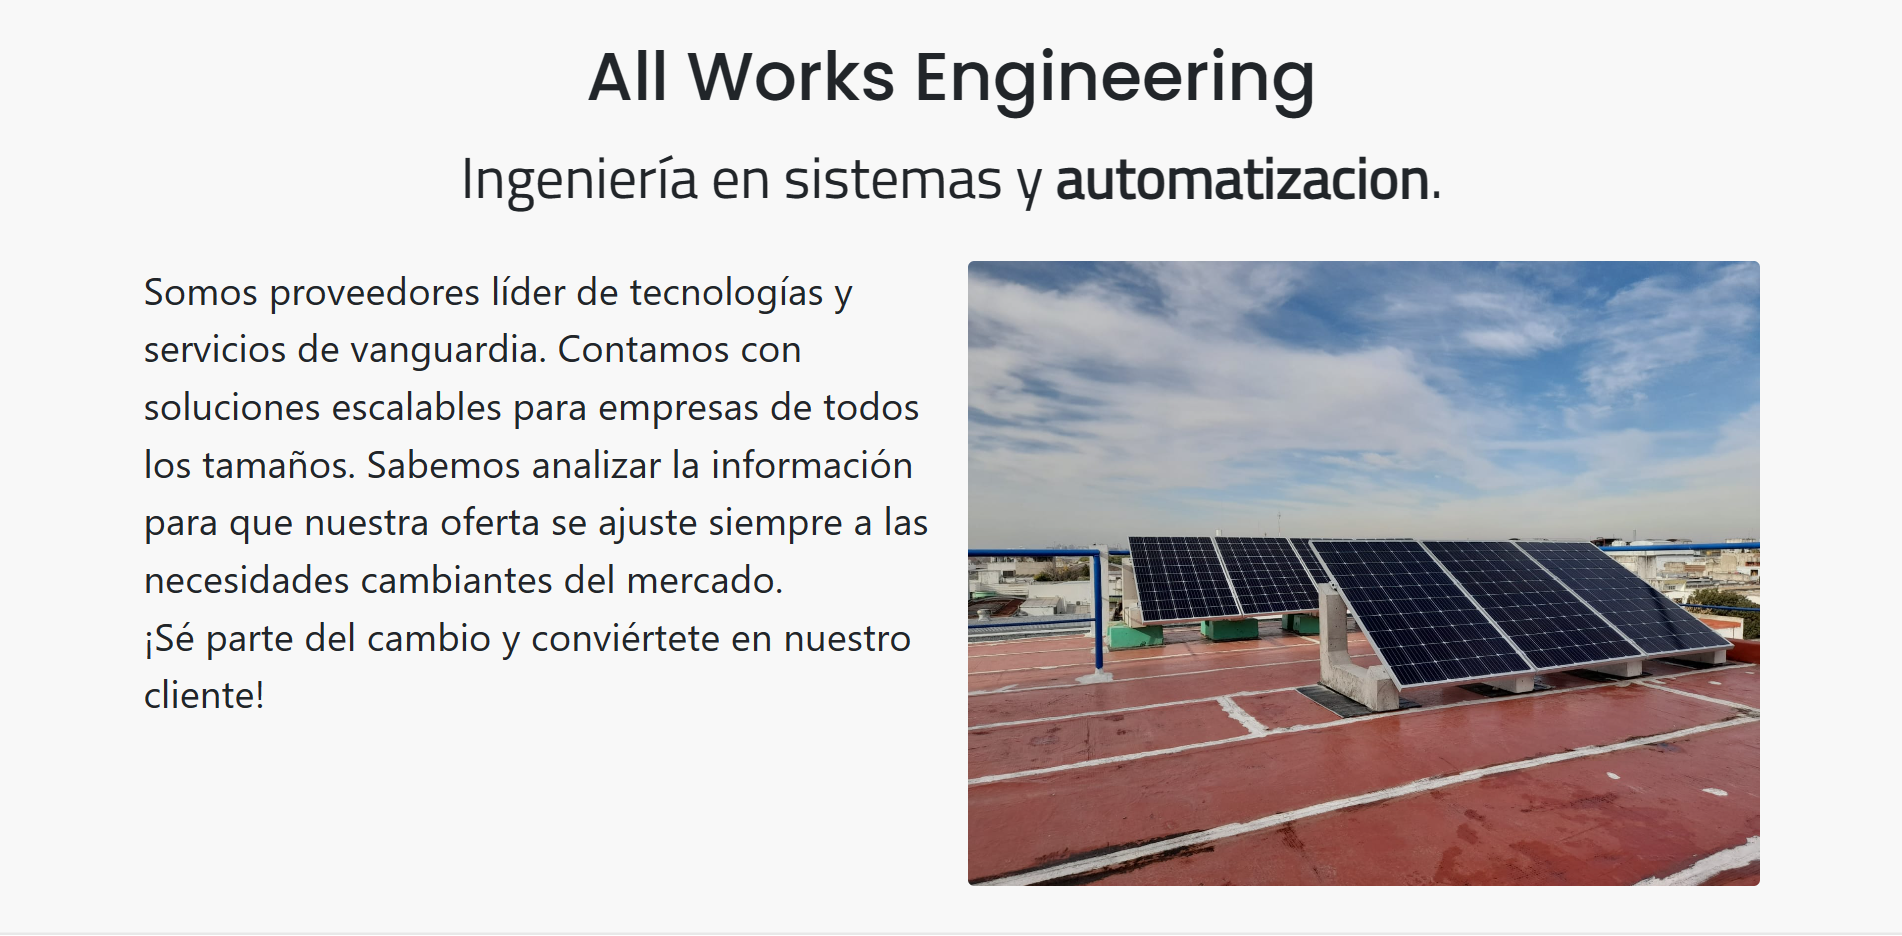 All Works Engineering
Ingeniería en sistemas y automatizacion.
Somos proveedores líder de tecnologías y
servicios de vanguardia. Contamos con
soluciones escalables para empresas de todos
los tamaños. Sabemos analizar la información
para que nuestra oferta se ajuste siempre a las
necesidades cambiantes del mercado.
¡Sé parte del cambio y conviértete en nuestro
cliente!